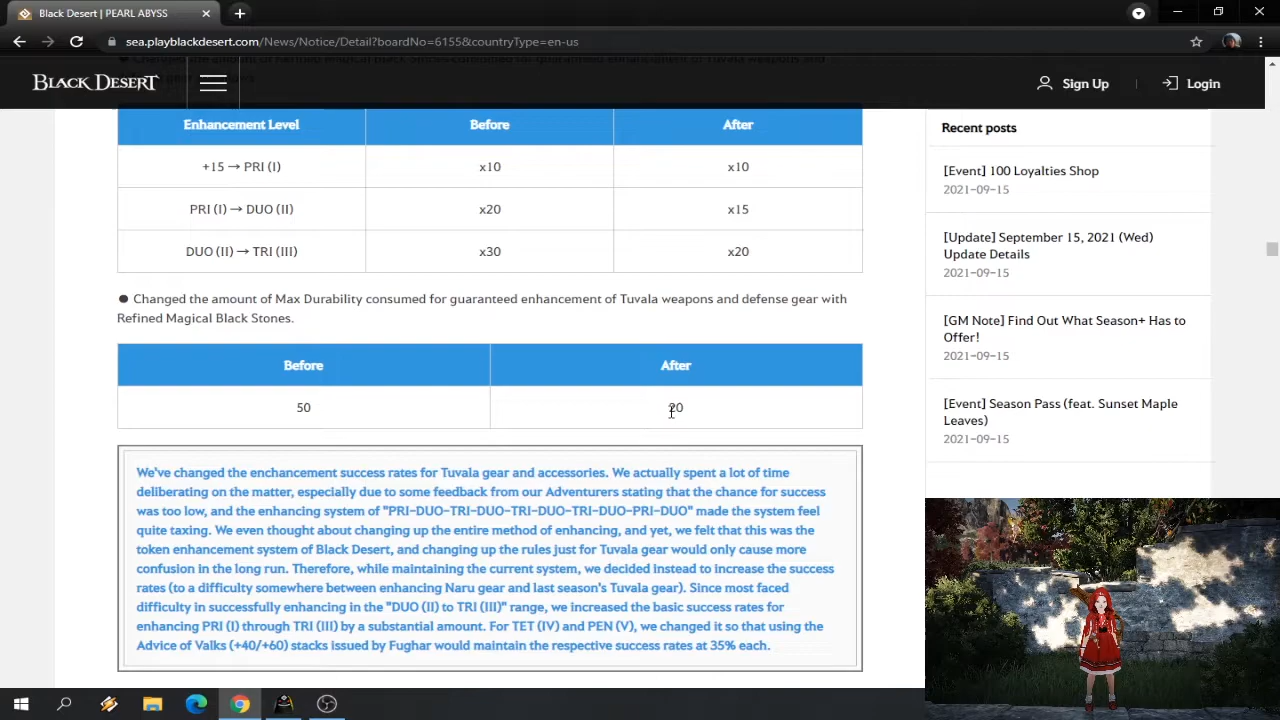 Black Desert | PEARL ABYSS
sea.playblackdesert.com/News/Notice/Detail?boardNo=6155&countryType=en-us
BLACK DESERT
Sign Up
Login
Enhancement Level Before After
+15 → PRI (I) x10 x10
PRI (I) → DUO (II) x20 x15
DUO (II) → TRI (III) x30 x20
● Changed the amount of Max Durability consumed for guaranteed enhancement of Tuvala weapons and defense gear with
Refined Magical Black Stones.
Before After
50 20
We've changed the enchancement success rates for Tuvala gear and accessories. We actually spent a lot of time
deliberating on the matter, especially due to some feedback from our Adventurers stating that the chance for success
was too low, and the enhancing system of "PRI-DUO-TRI-DUO-TRI-DUO-TRI-DUO-PRI-DUO" made the system feel
quite taxing. We even thought about changing up the entire method of enhancing, and yet, we felt that this was the
token enhancement system of Black Desert, and changing up the rules just for Tuvala gear would only cause more
confusion in the long run. Therefore, while maintaining the current system, we decided instead to increase the success
rates (to a difficulty somewhere between enhancing Naru gear and last season's Tuvala gear). Since most faced
difficulty in successfully enhancing in the "DUO (II) to TRI (III)" range, we increased the basic success rates for
enhancing PRI (I) through TRI (III) by a substantial amount. For TET (IV) and PEN (V), we changed it so that using the
Advice of Valks (+40/+60) stacks issued by Fughar would maintain the respective success rates at 35% each.
Recent posts
[Event] 100 Loyalties Shop
2021-09-15
[Update] September 15, 2021 (Wed)
Update Details
2021-09-15
[GM Note] Find Out What Season+ Has to
Offer!
2021-09-15
[Event] Season Pass (feat. Sunset Maple
Leaves)
2021-09-15